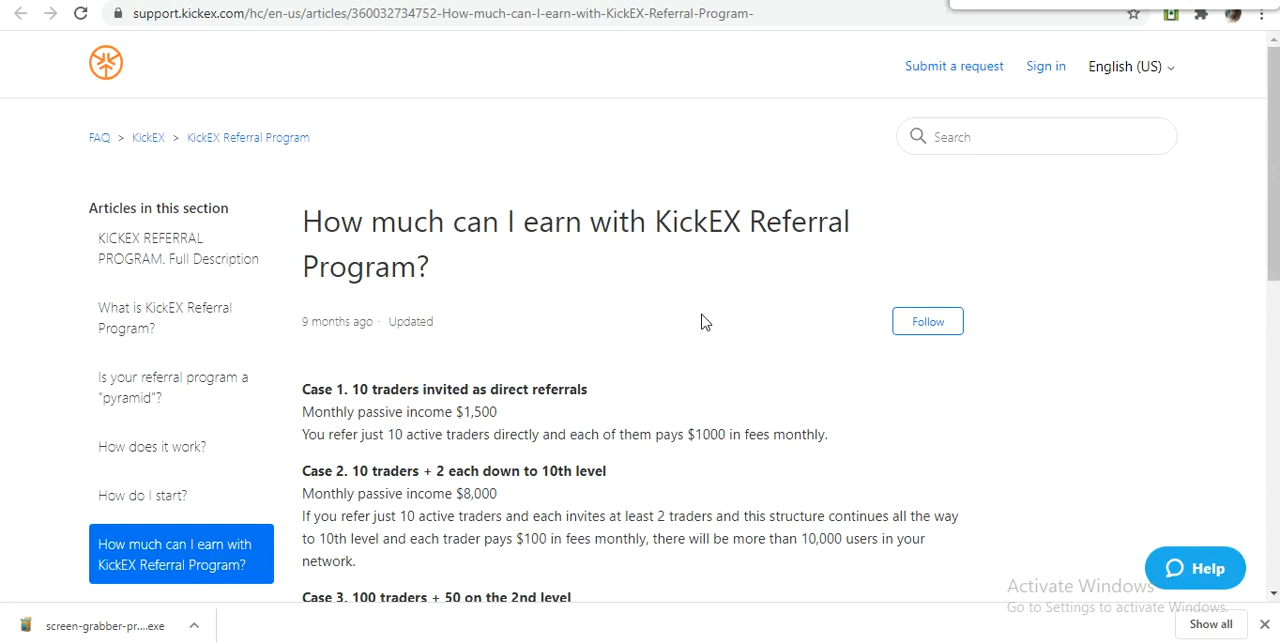 support.kickex.com/hc/en-us/articles/360032734752-How-much-can-I-earn-with-KickEX-Referral-Program-
Submit a request
Sign in
English (US)
FAQ > KickEX > KickEX Referral Program
Search
Articles in this section
KICKEX REFERRAL
PROGRAM. Full Description
What is KickEX Referral
Program?
Is your referral program a
"pyramid"?
How does it work?
How do I start?
How much can I earn with
KickEX Referral Program?
How much can I earn with KickEX Referral
Program?
9 months ago · Updated
Follow
Case 1. 10 traders invited as direct referrals
Monthly passive income $1,500
You refer just 10 active traders directly and each of them pays $1000 in fees monthly.
Case 2. 10 traders + 2 each down to 10th level
Monthly passive income $8,000
If you refer just 10 active traders and each invites at least 2 traders and this structure continues all the way
to 10th level and each trader pays $100 in fees monthly, there will be more than 10,000 users in your
network.
Case 3. 100 traders + 50 on the 2nd level
Help
Activate Windows
Go to Settings to activate Windows.
screen-grabber-pr....exe
Show all